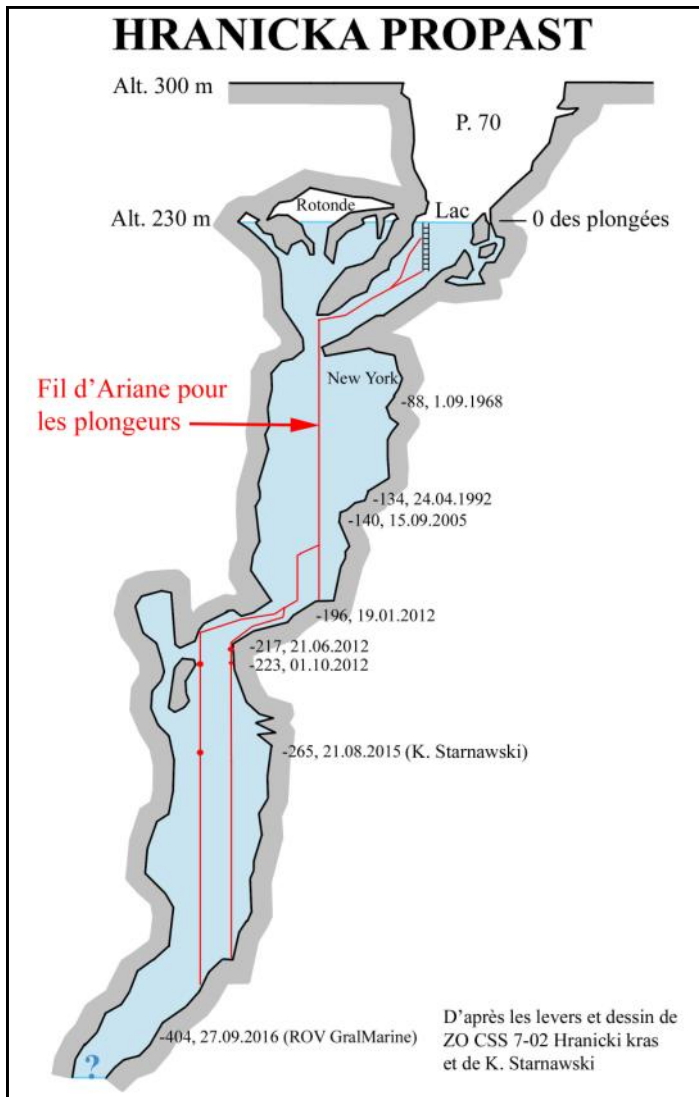 HRANICKA PROPAST
Alt. 300 m
P. 70
Rotonde
Lac
Alt. 230 m
0 des plongées
Fil d'Ariane pour
les plongeurs
New York
-88, 1.09.1968
-134, 24.04.1992
-140, 15.09.2005
-196, 19.01.2012
-217, 21.06.2012
-223, 01.10.2012
-265, 21.08.2015 (K. Starnawski)
-404, 27.09.2016 (ROV GralMarine)
?
D'après les levers et dessin de
ZO CSS 7-02 Hranicki kras
et de K. Starnawski